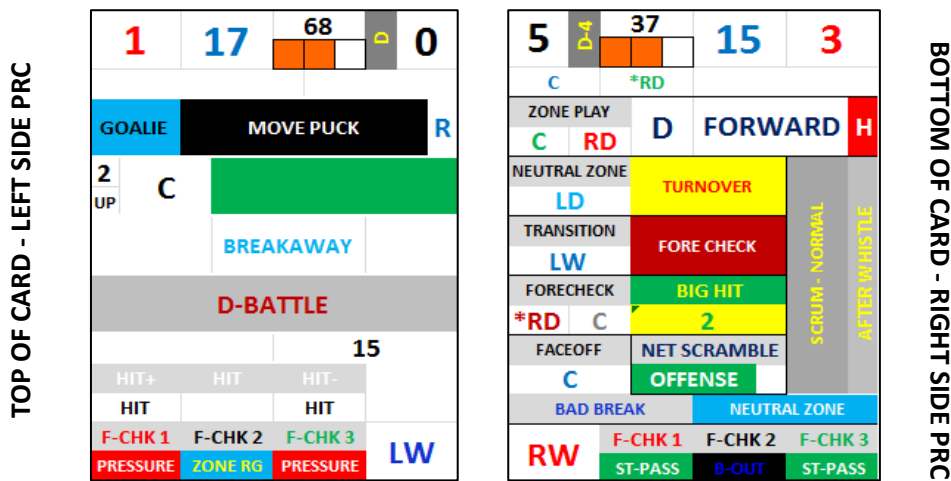 TOP OF CARD - LEFT SIDE PRC
1 17 68 D 0
GOALIE MOVE PUCK R
2 UP C
BREAKAWAY
D-BATTLE
15
HIT+ HIT HIT-
HIT HIT
F-CHK 1 F-CHK 2 F-CHK 3 LW
PRESSURE ZONE RG PRESSURE
5 D-4 37 15 3
C *RD
ZONE PLAY D FORWARD H
C RD
NEUTRAL ZONE TURNOVER
LD
TRANSITION FORE CHECK
LW
FORECHECK BIG HIT
*RD C 2
FACEOFF NET SCRAMBLE
C OFFENSE
SCRUM - NORMAL
AFTER WHISTLE
BAD BREAK NEUTRAL ZONE
RW F-CHK 1 F-CHK 2 F-CHK 3
ST-PASS B-OUT ST-PASS
BOTTOM OF CARD - RIGHT SIDE PRC